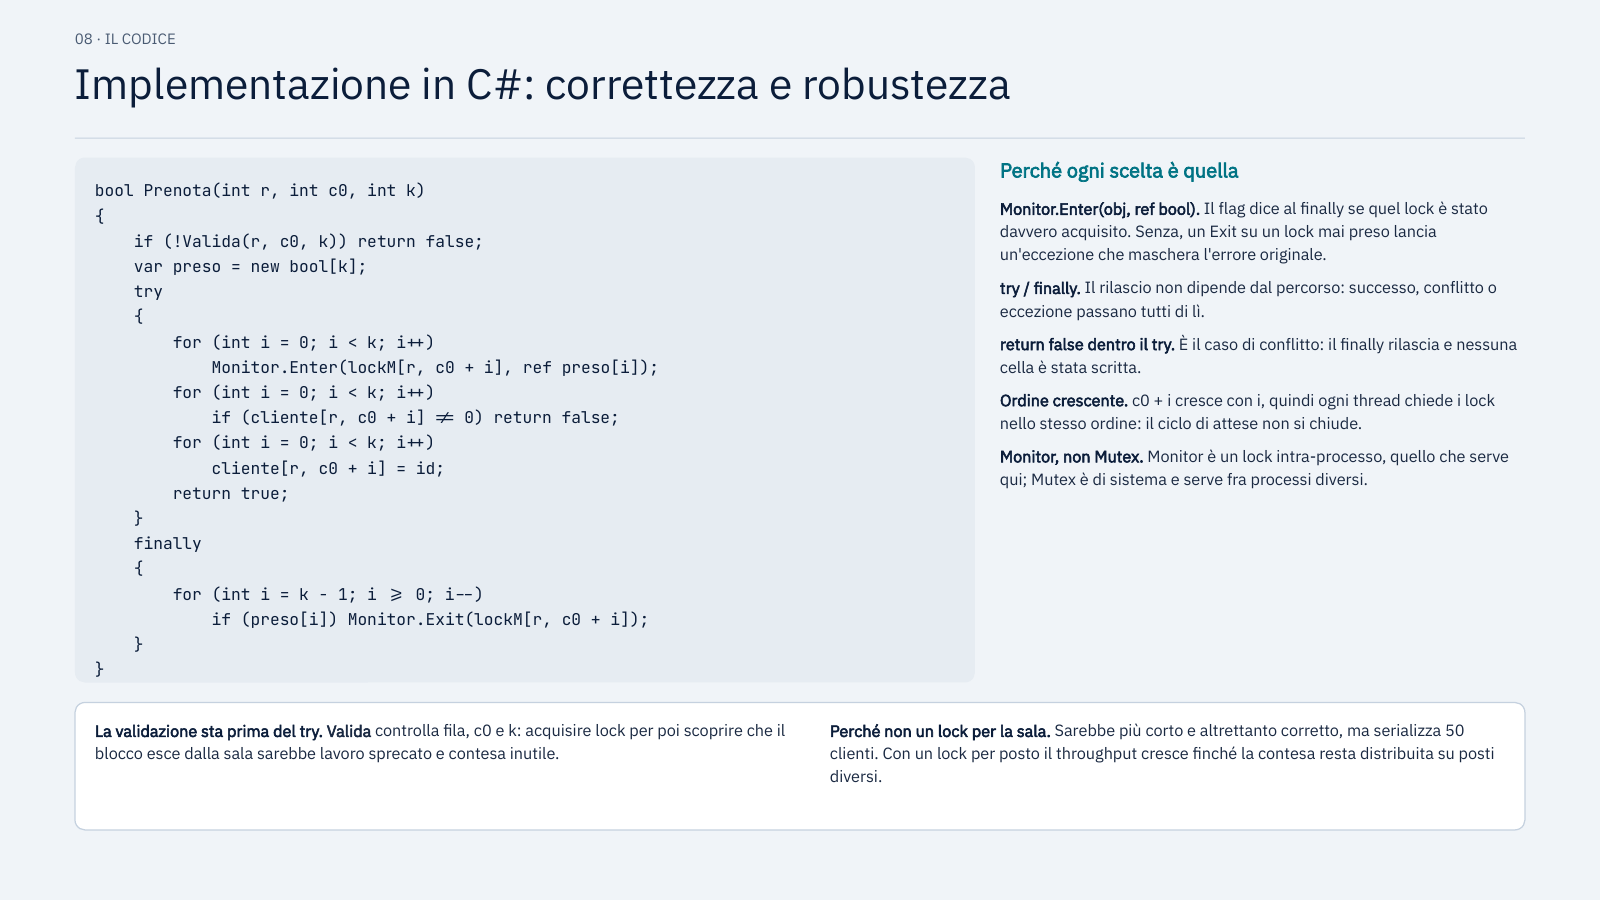 08 · IL CODICE
Implementazione in C#: correttezza e robustezza
bool Prenota(int r, int c0, int k)
{
    if (!Valida(r, c0, k)) return false;
    var preso = new bool[k];
    try
    {
        for (int i = 0; i < k; i++)
            Monitor.Enter(lockM[r, c0 + i], ref preso[i]);
        for (int i = 0; i < k; i++)
            if (cliente[r, c0 + i] != 0) return false;
        for (int i = 0; i < k; i++)
            cliente[r, c0 + i] = id;
        return true;
    }
    finally
    {
        for (int i = k - 1; i >= 0; i--)
            if (preso[i]) Monitor.Exit(lockM[r, c0 + i]);
    }
}
Perché ogni scelta è quella
Monitor.Enter(obj, ref bool). Il flag dice al finally se quel lock è stato
davvero acquisito. Senza, un Exit su un lock mai preso lancia
un'eccezione che maschera l'errore originale.
try / finally. Il rilascio non dipende dal percorso: successo, conflitto o
eccezione passano tutti di lì.
return false dentro il try. È il caso di conflitto: il finally rilascia e nessuna
cella è stata scritta.
Ordine crescente. c0 + i cresce con i, quindi ogni thread chiede i lock
nello stesso ordine: il ciclo di attese non si chiude.
Monitor, non Mutex. Monitor è un lock intra-processo, quello che serve
qui; Mutex è di sistema e serve fra processi diversi.
La validazione sta prima del try. Valida controlla fila, c0 e k: acquisire lock per poi scoprire che il
blocco esce dalla sala sarebbe lavoro sprecato e contesa inutile.
Perché non un lock per la sala. Sarebbe più corto e altrettanto corretto, ma serializza 50
clienti. Con un lock per posto il throughput cresce finché la contesa resta distribuita su posti
diversi.